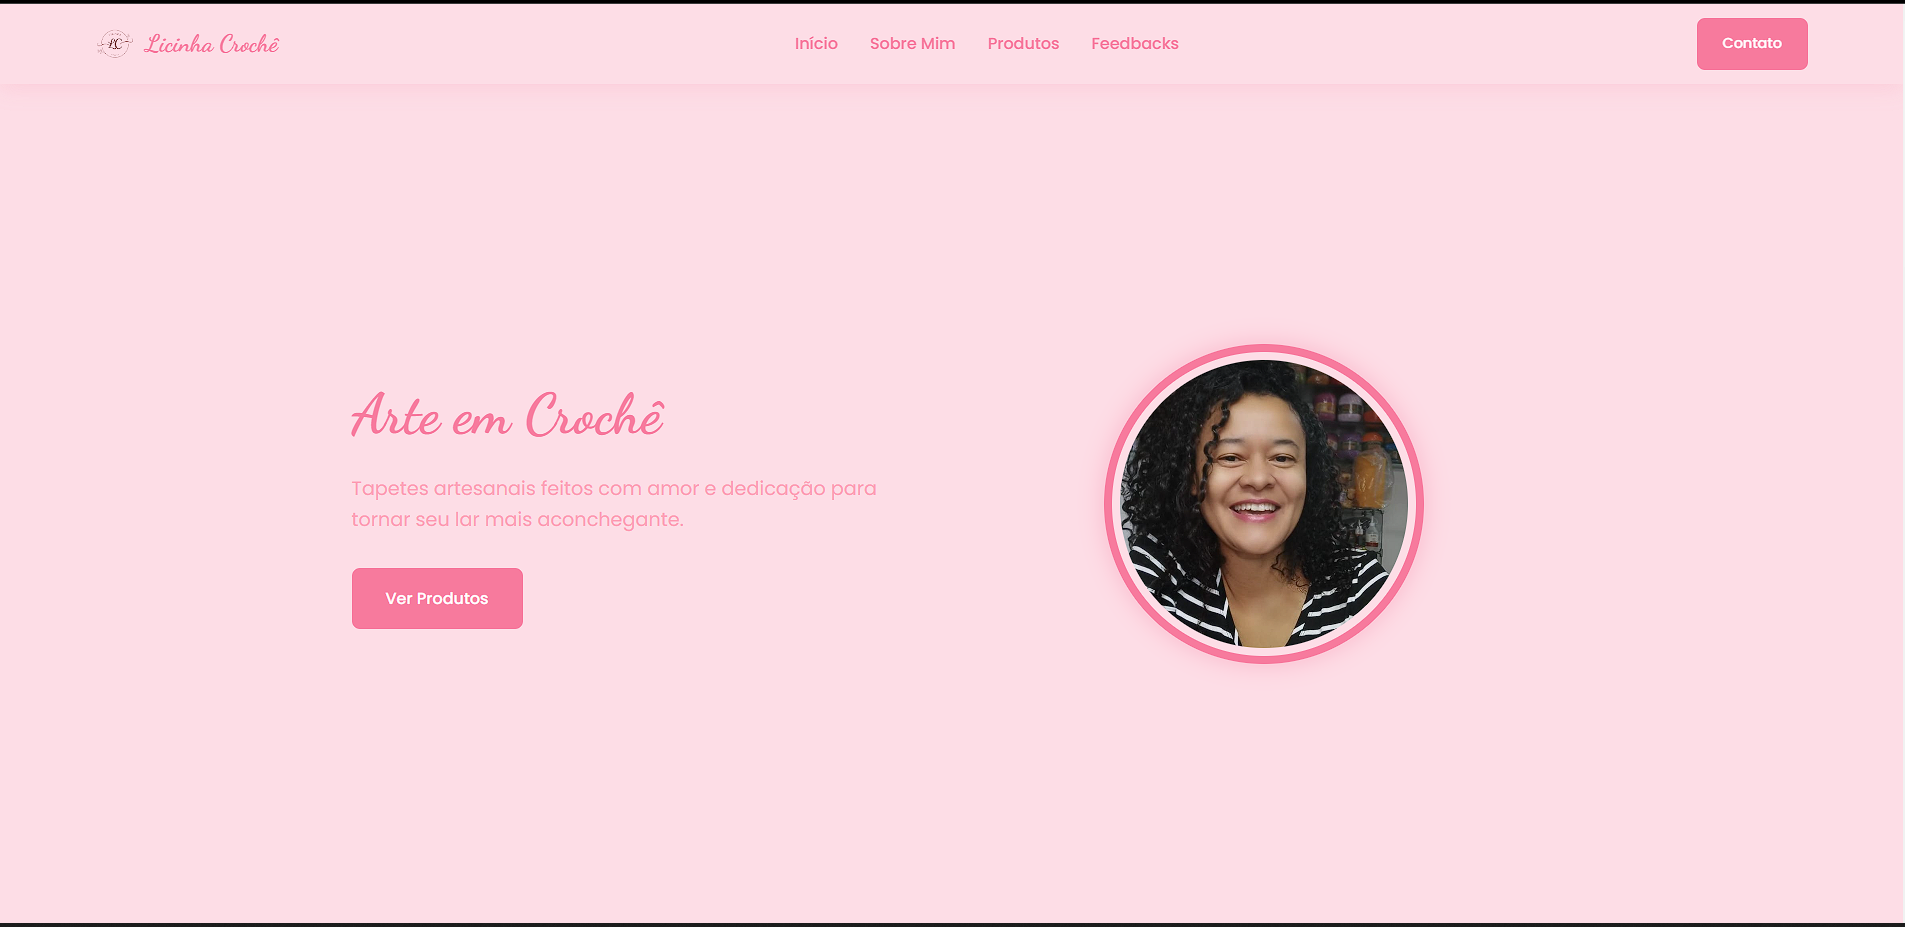 LC
Licinha Crochê
Início
Sobre Mim
Produtos
Feedbacks
Contato
Arte em Crochê
Tapetes artesanais feitos com amor e dedicação para
tornar seu lar mais aconchegante.
Ver Produtos